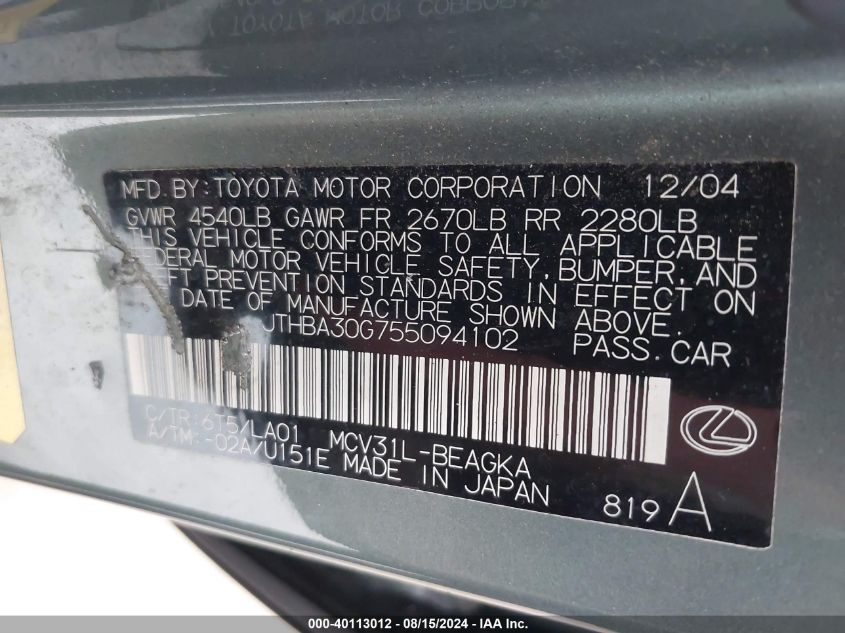 MFD. BY: TOYOTA MOTOR CORPORATION 12/04
GVWR 4540LB GAWR FR 2670LB RR 2280LB
THIS VEHICLE CONFORMS TO ALL APPLICABLE
FEDERAL MOTOR VEHICLE SAFETY, BUMPER, AND
THEFT PREVENTION STANDARDS IN EFFECT ON
DATE OF MANUFACTURE SHOWN ABOVE.
JTHBA30G755094102 PASS. CAR
C/TR: 6T5/LA01 MCV31L-BEAGKA
A/TM: -02A/U151E MADE IN JAPAN
819 A
000-40113012 - 08/15/2024 - IAA Inc.